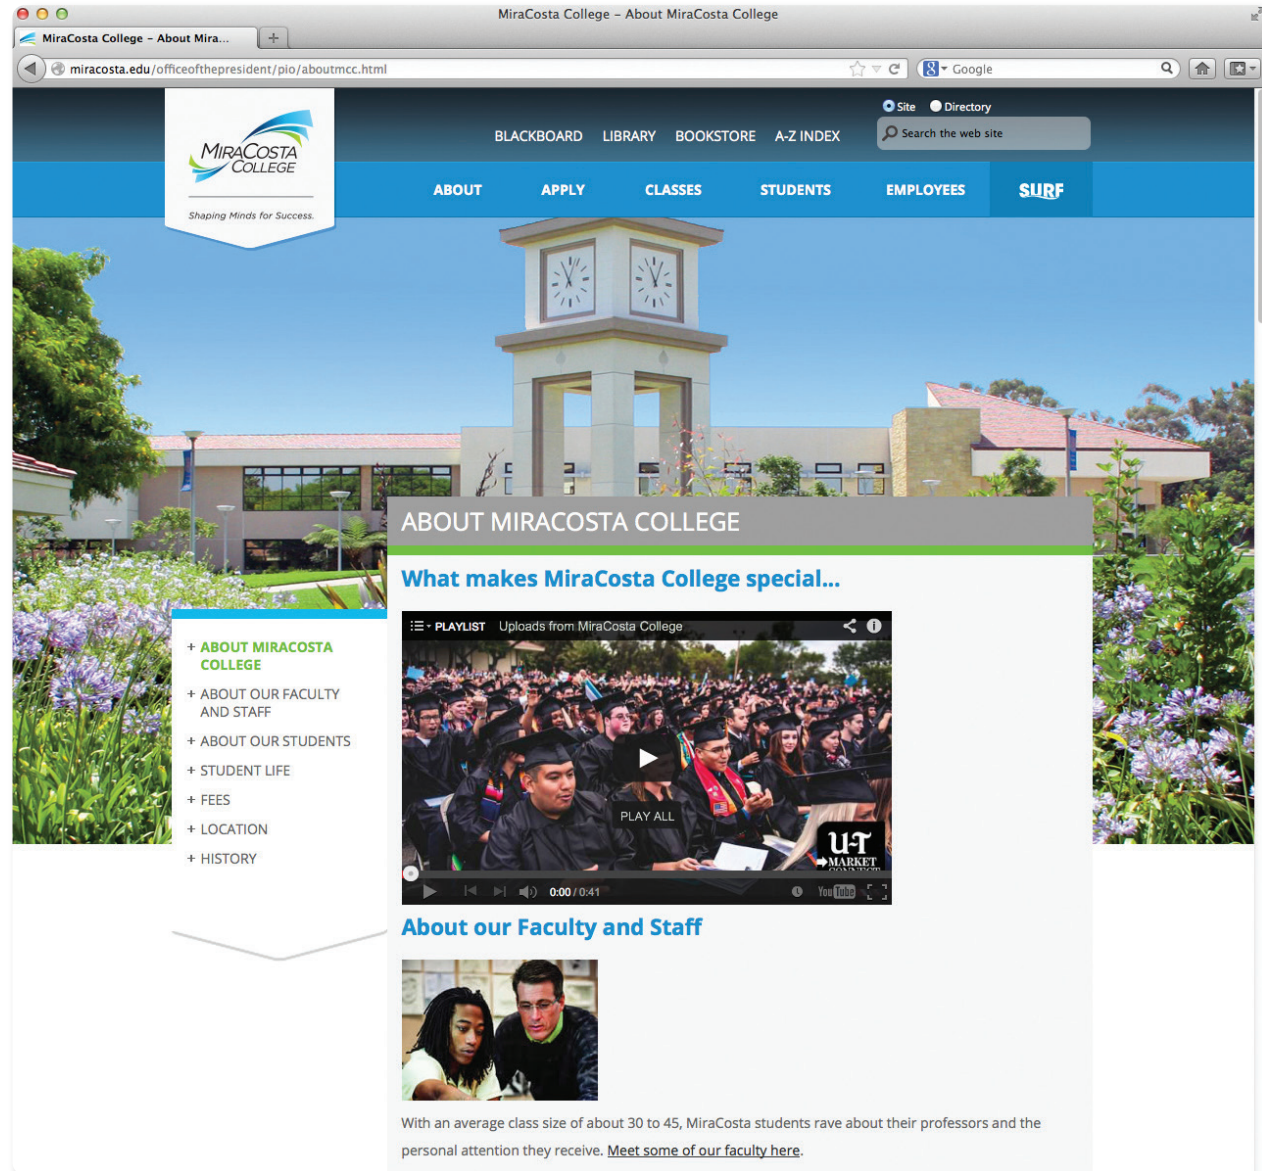 MiraCosta College – About MiraCosta College
MiraCosta College – About Mira...
miracosta.edu/officeofthepresident/pio/aboutmcc.html
Google
Site Directory
BLACKBOARD LIBRARY BOOKSTORE A-Z INDEX
Search the web site
MIRACOSTA
COLLEGE
Shaping Minds for Success.
ABOUT APPLY CLASSES STUDENTS EMPLOYEES SURF
ABOUT MIRACOSTA COLLEGE
What makes MiraCosta College special...
PLAYLIST Uploads from MiraCosta College
PLAY ALL
U-T
MARKET
CONNECT
0:00 / 0:41
YouTube
+ ABOUT MIRACOSTA
COLLEGE
+ ABOUT OUR FACULTY
AND STAFF
+ ABOUT OUR STUDENTS
+ STUDENT LIFE
+ FEES
+ LOCATION
+ HISTORY
About our Faculty and Staff
With an average class size of about 30 to 45, MiraCosta students rave about their professors and the
personal attention they receive. Meet some of our faculty here.